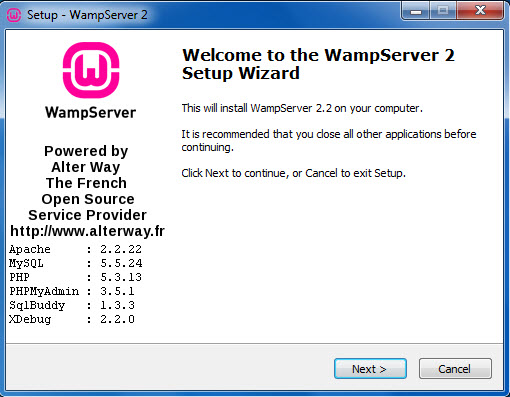 Setup - WampServer 2
WampServer
Powered by
Alter Way
The French
Open Source
Service Provider
http://www.alterway.fr
Apache : 2.2.22
MySQL : 5.5.24
PHP : 5.3.13
PHPMyAdmin : 3.5.1
SqlBuddy : 1.3.3
XDebug : 2.2.0
Welcome to the WampServer 2
Setup Wizard
This will install WampServer 2.2 on your computer.
It is recommended that you close all other applications before
continuing.
Click Next to continue, or Cancel to exit Setup.
Next >
Cancel